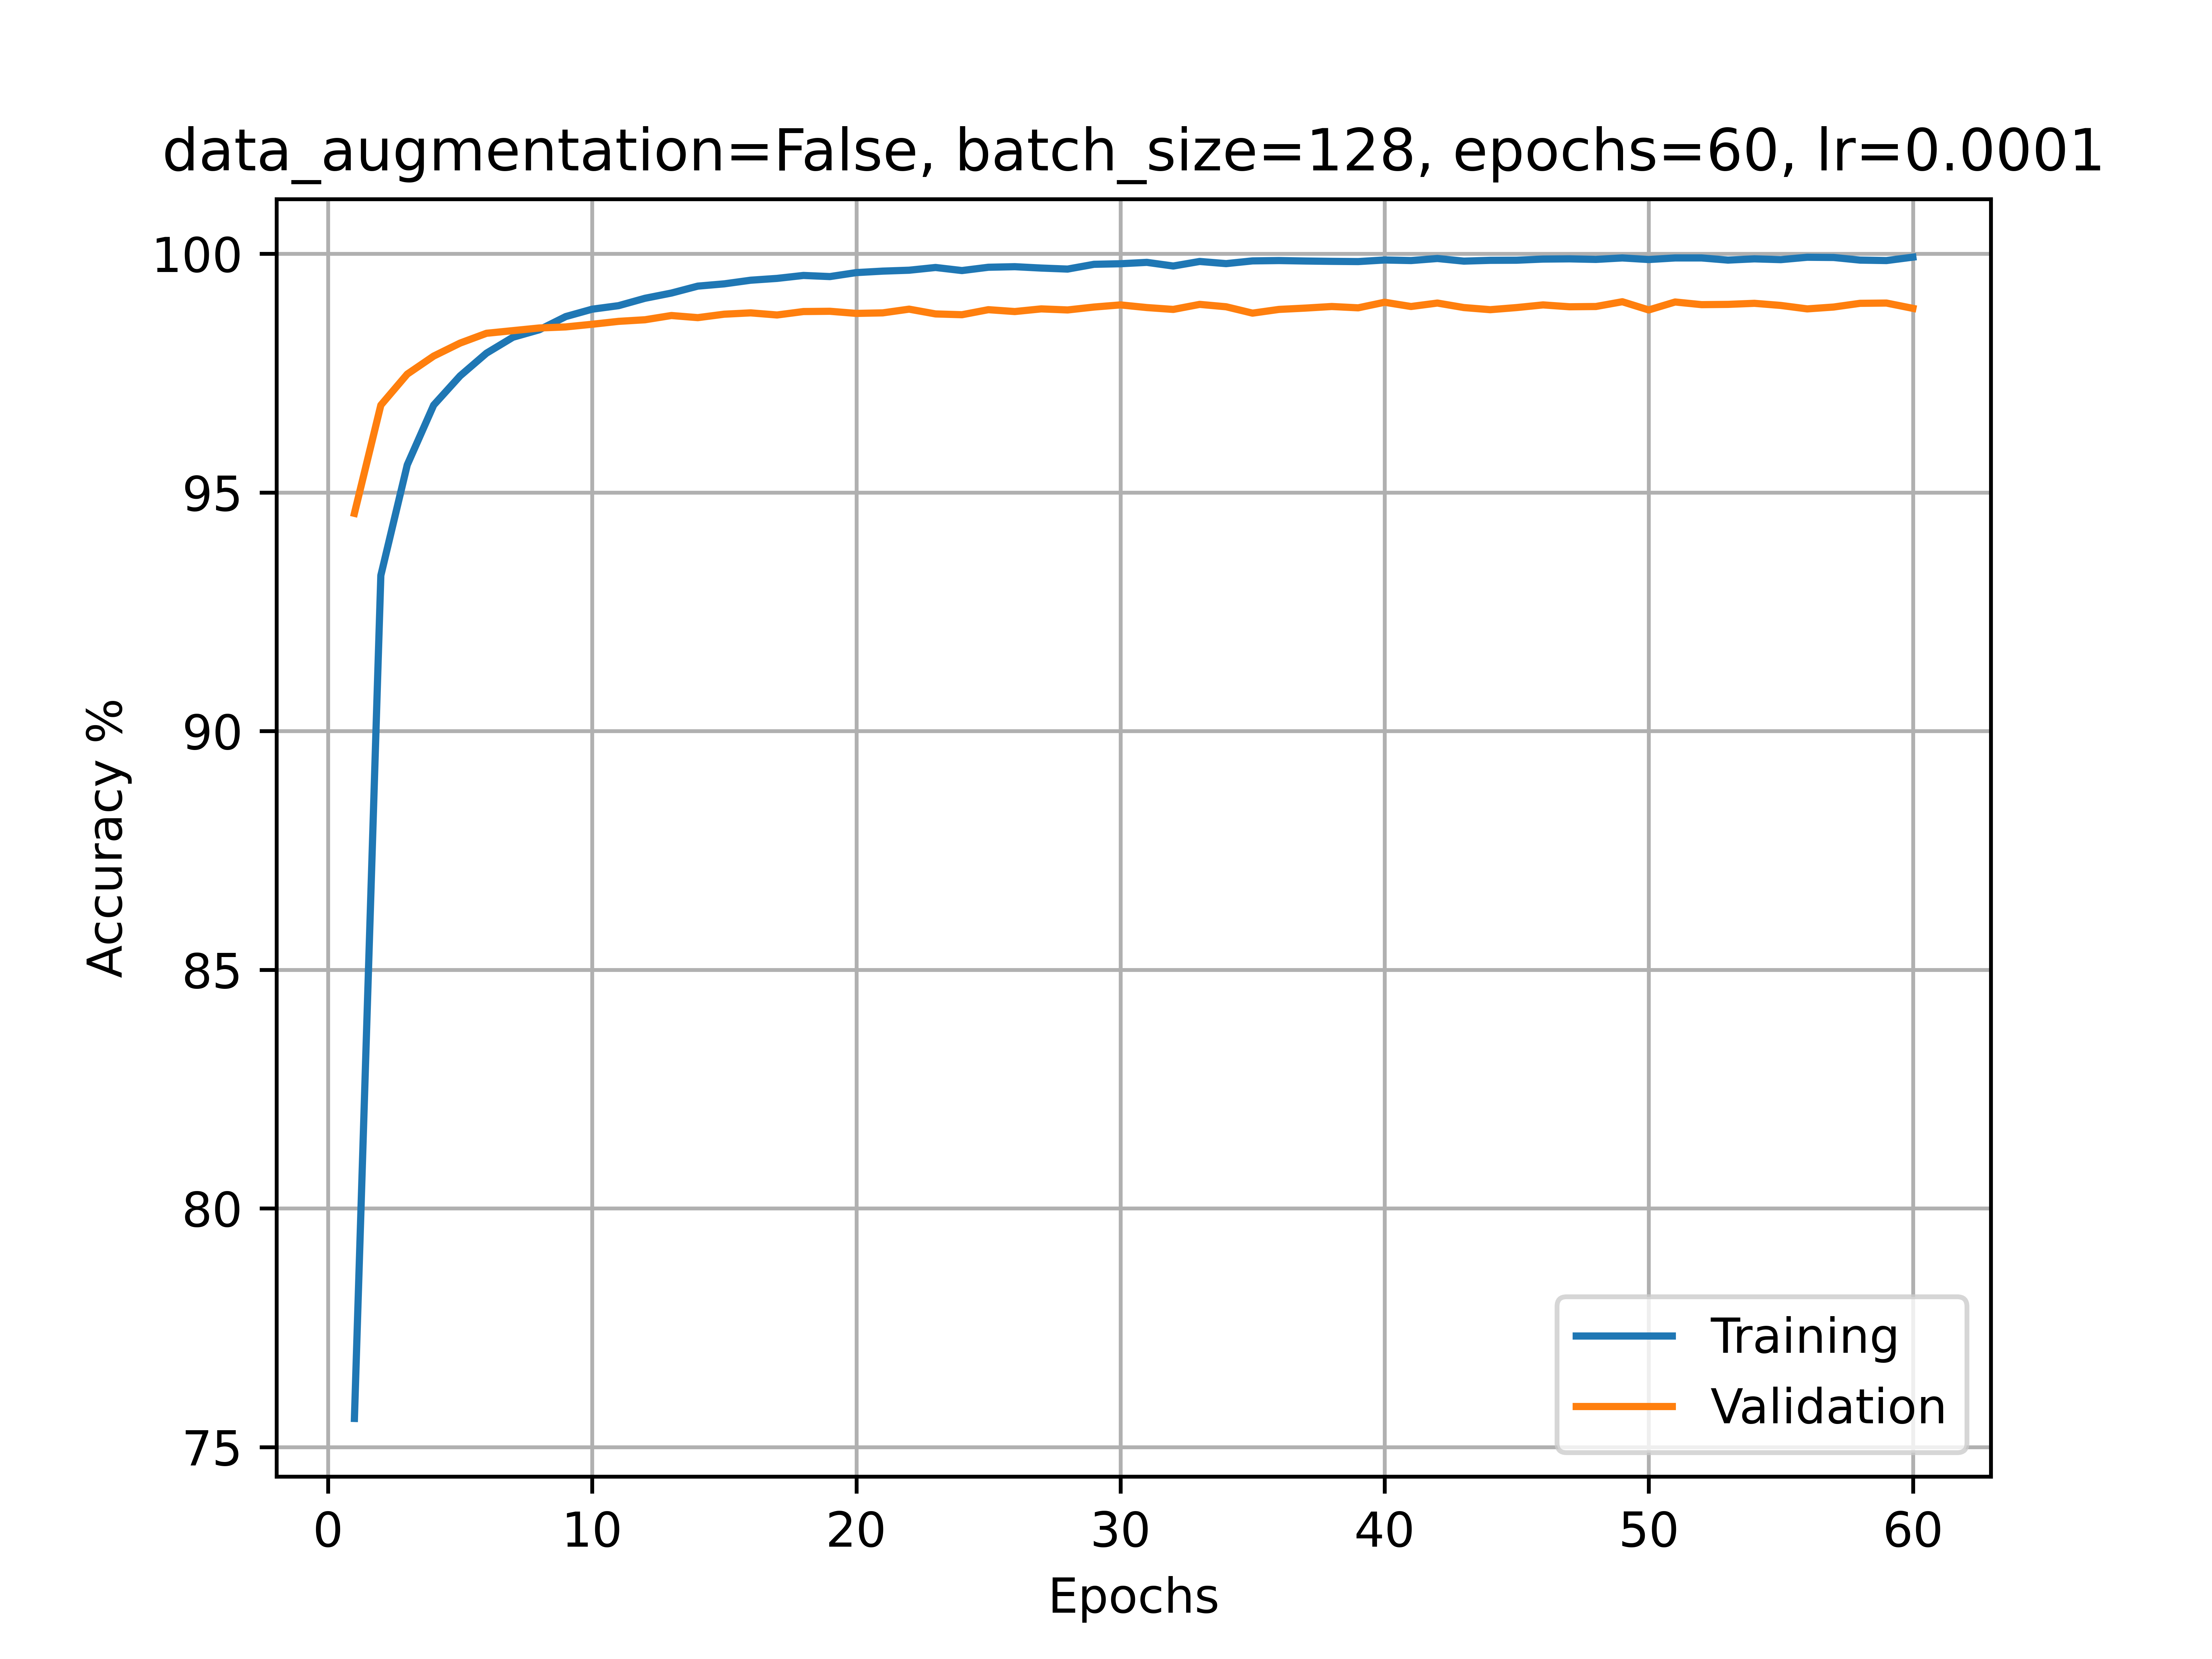 data_augmentation=False, batch_size=128, epochs=60, lr=0.0001
100
95
90
85
80
75
Accuracy %
Training
Validation
0 10 20 30 40 50 60
Epochs